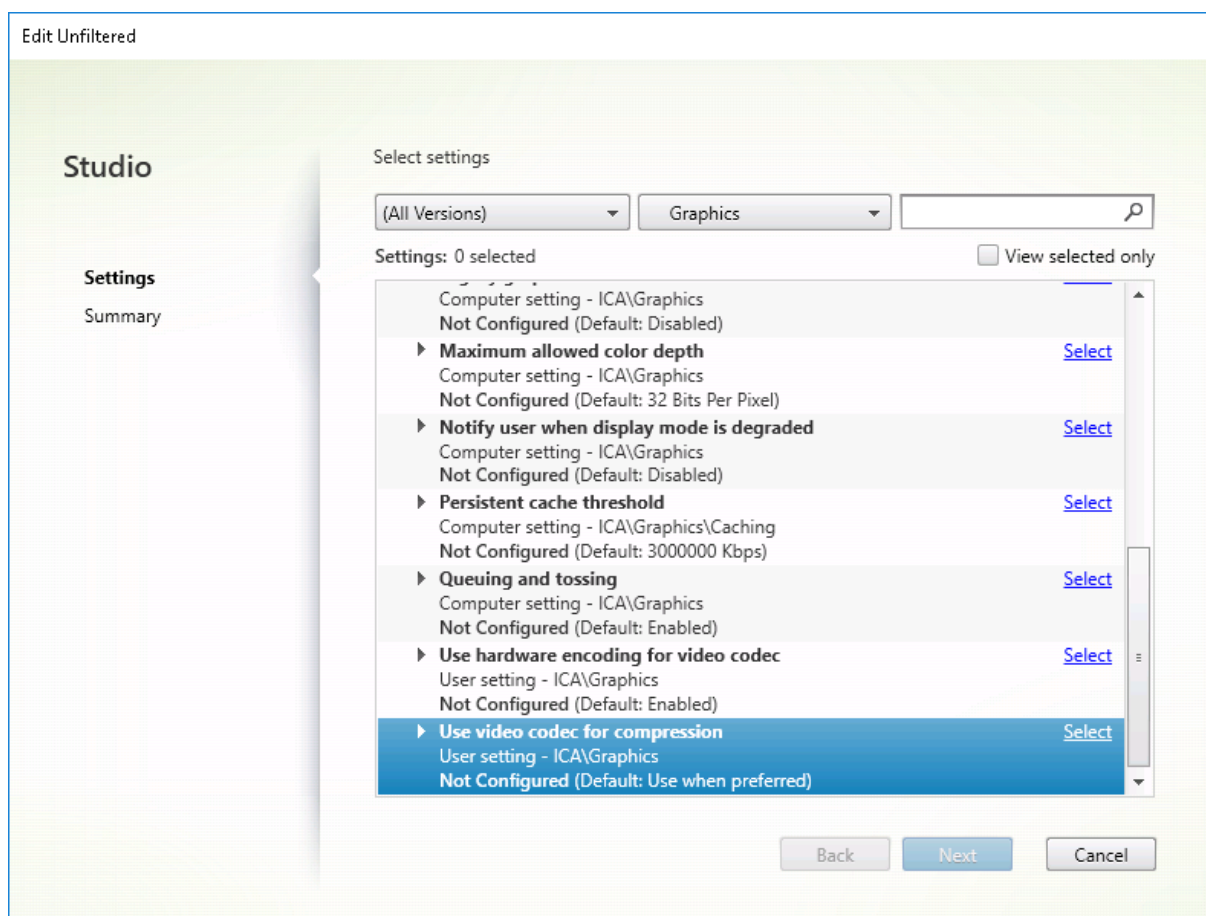 Edit Unfiltered
Studio
Settings
Summary
Select settings
(All Versions)
Graphics
Settings: 0 selected
View selected only
Computer setting - ICA\Graphics
Not Configured (Default: Disabled)
Maximum allowed color depth
Select
Computer setting - ICA\Graphics
Not Configured (Default: 32 Bits Per Pixel)
Notify user when display mode is degraded
Select
Computer setting - ICA\Graphics
Not Configured (Default: Disabled)
Persistent cache threshold
Select
Computer setting - ICA\Graphics\Caching
Not Configured (Default: 3000000 Kbps)
Queuing and tossing
Select
Computer setting - ICA\Graphics
Not Configured (Default: Enabled)
Use hardware encoding for video codec
Select
User setting - ICA\Graphics
Not Configured (Default: Enabled)
Use video codec for compression
Select
User setting - ICA\Graphics
Not Configured (Default: Use when preferred)
Back
Next
Cancel